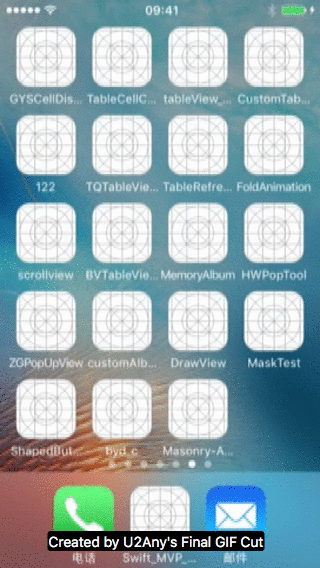 09:41
GYSCellDis... TableCellC... tableView_... CustomTab...
122 TQTableVie... TableRefre... FoldAnimation
scrollview BVTableVie... MemoryAlbum HWPopTool
ZGPopUpView customAlb... DrawView MaskTest
ShapedBut... byd_c Masonry-A...
Created by U2Any's Final GIF Cut
电话 Swift_MVP_... 邮件